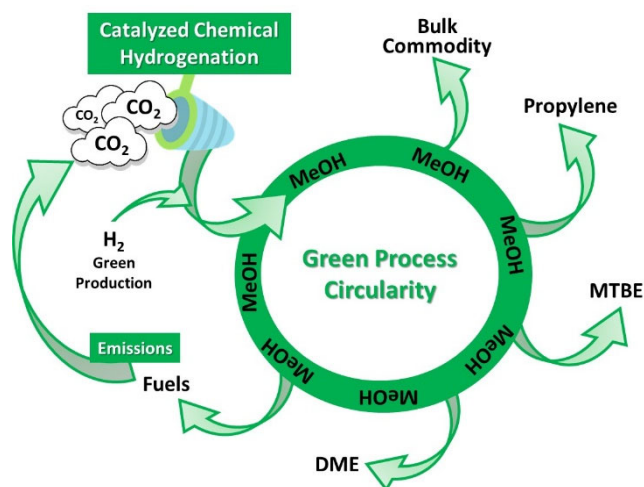 Catalyzed Chemical
Hydrogenation
CO2
CO2
CO2
H2
Green
Production
Emissions
Fuels
Green Process
Circularity
MeOH
MeOH
MeOH
MeOH
MeOH
MeOH
MeOH
Bulk
Commodity
Propylene
MTBE
DME